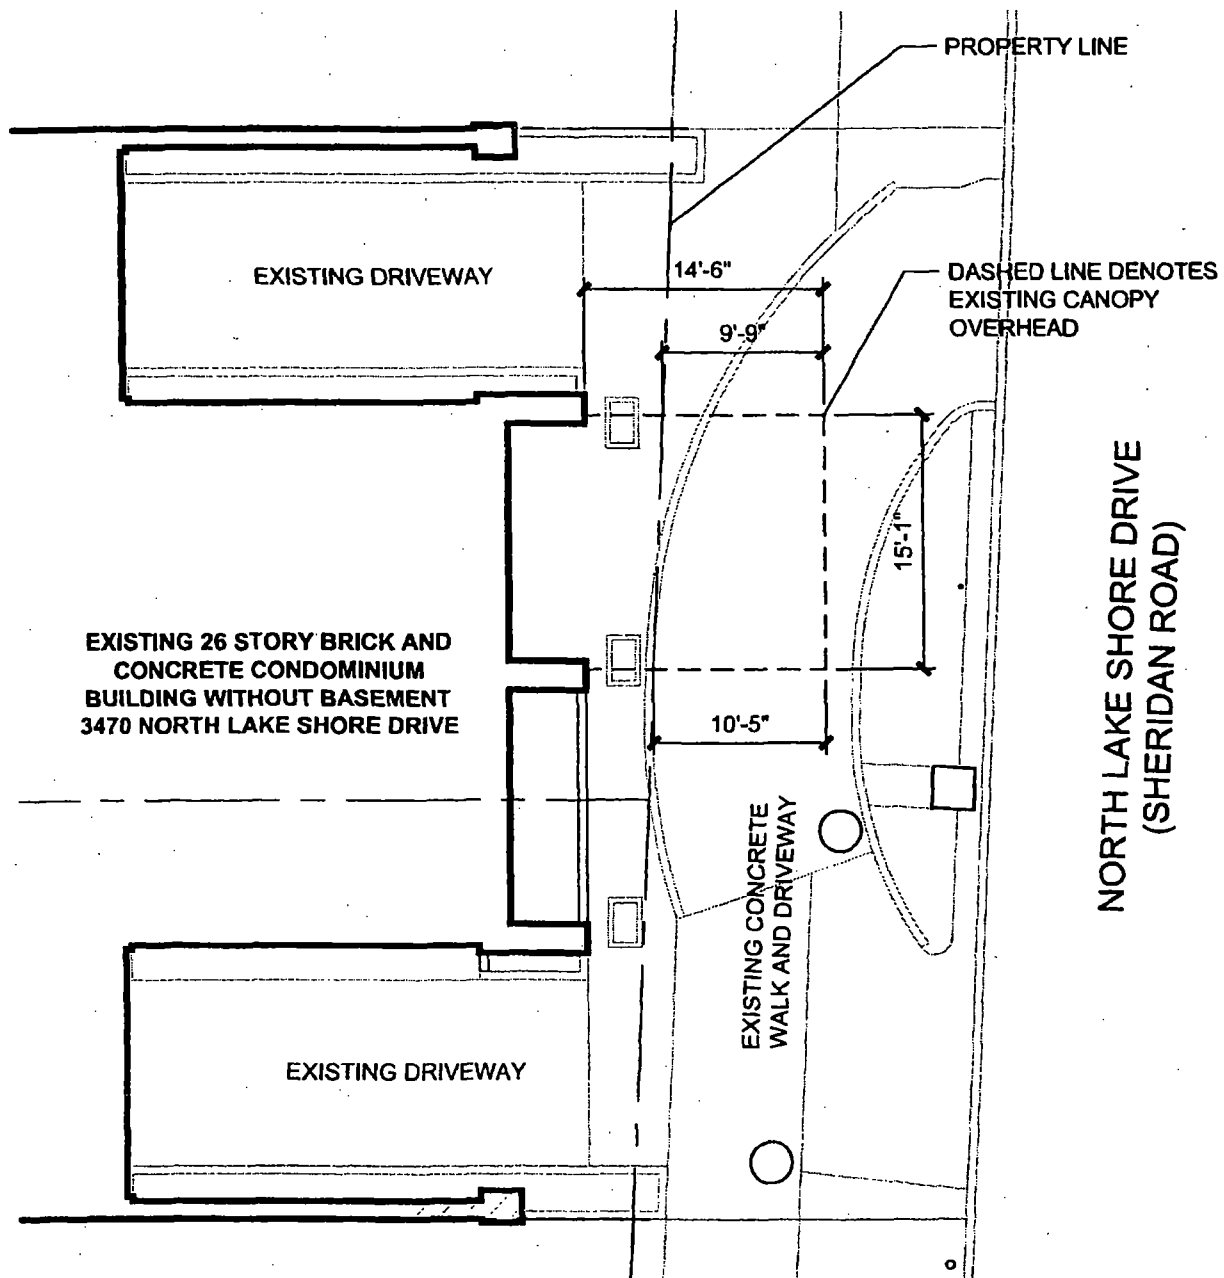 PROPERTY LINE
EXISTING DRIVEWAY
14'-6"
DASHED LINE DENOTES
EXISTING CANOPY
OVERHEAD
9'-9"
15'-1"
NORTH LAKE SHORE DRIVE
(SHERIDAN ROAD)
EXISTING 26 STORY BRICK AND
CONCRETE CONDOMINIUM
BUILDING WITHOUT BASEMENT
3470 NORTH LAKE SHORE DRIVE
10'-5"
EXISTING CONCRETE
WALK AND DRIVEWAY
EXISTING DRIVEWAY